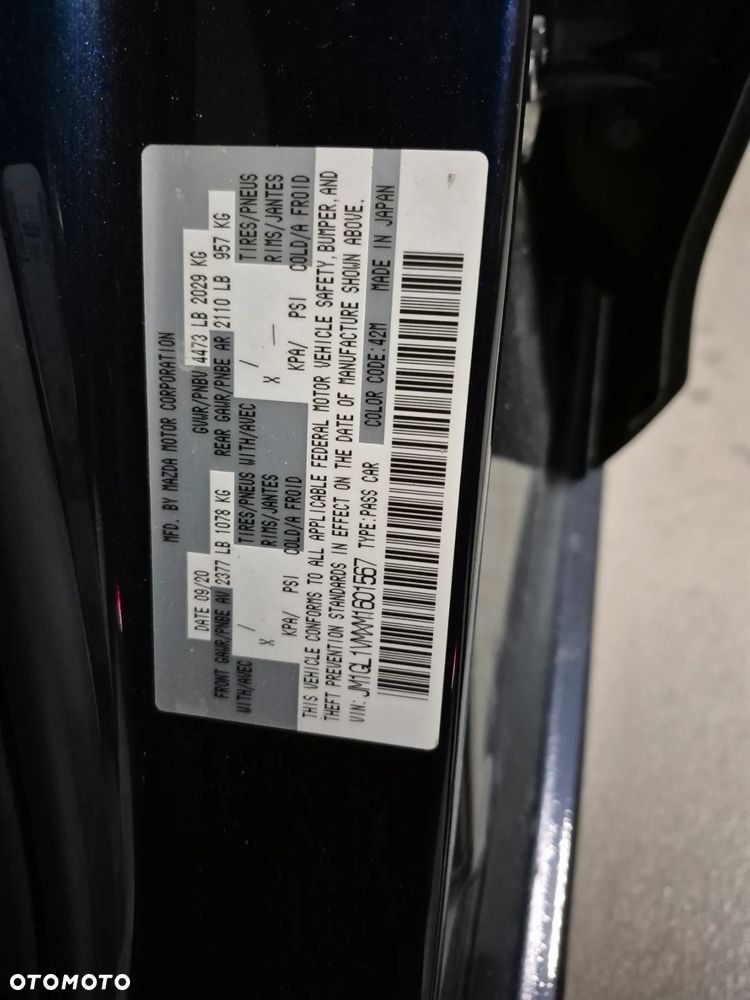 MFD. BY MAZDA MOTOR CORPORATION
DATE 09/20 GVWR/PNBV 4473 LB 2029 KG
FRONT GAWR/PNBE AV 2377 LB 1078 KG REAR GAWR/PNBE AR 2110 LB 957 KG
WITH/AVEC / TIRES/PNEUS WITH/AVEC / TIRES/PNEUS
X RIMS/JANTES X — RIMS/JANTES
KPA/ PSI COLD/A FROID KPA/ PSI COLD/A FROID
THIS VEHICLE CONFORMS TO ALL APPLICABLE FEDERAL MOTOR VEHICLE SAFETY, BUMPER, AND
THEFT PREVENTION STANDARDS IN EFFECT ON THE DATE OF MANUFACTURE SHOWN ABOVE.
VIN: JM1GL1VMXM1601567 TYPE: PASS CAR COLOR CODE: 42M MADE IN JAPAN
OTOMOTO